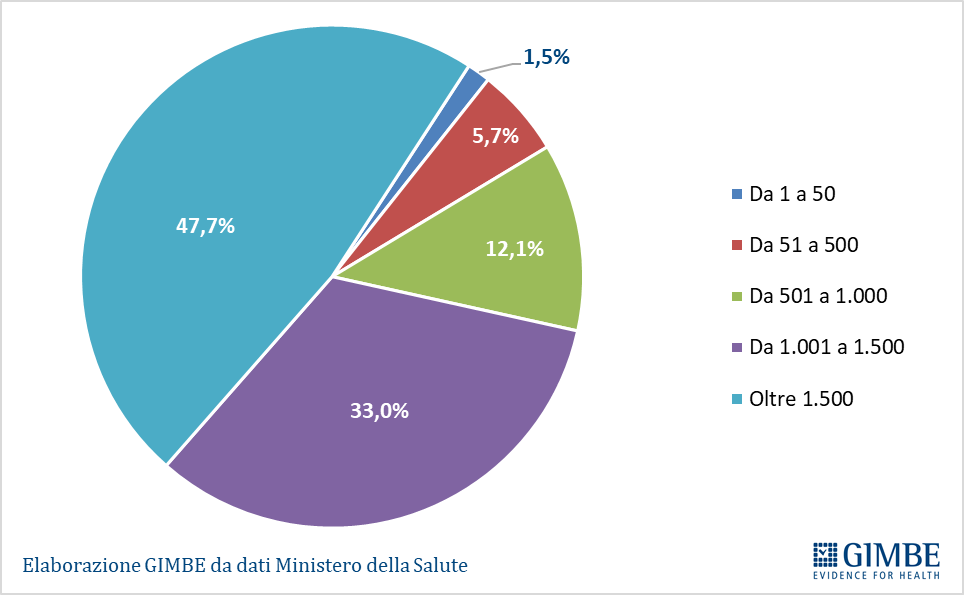 1,5%
5,7%
47,7%
12,1%
33,0%
Da 1 a 50
Da 51 a 500
Da 501 a 1.000
Da 1.001 a 1.500
Oltre 1.500
Elaborazione GIMBE da dati Ministero della Salute
GIMBE
EVIDENCE FOR HEALTH